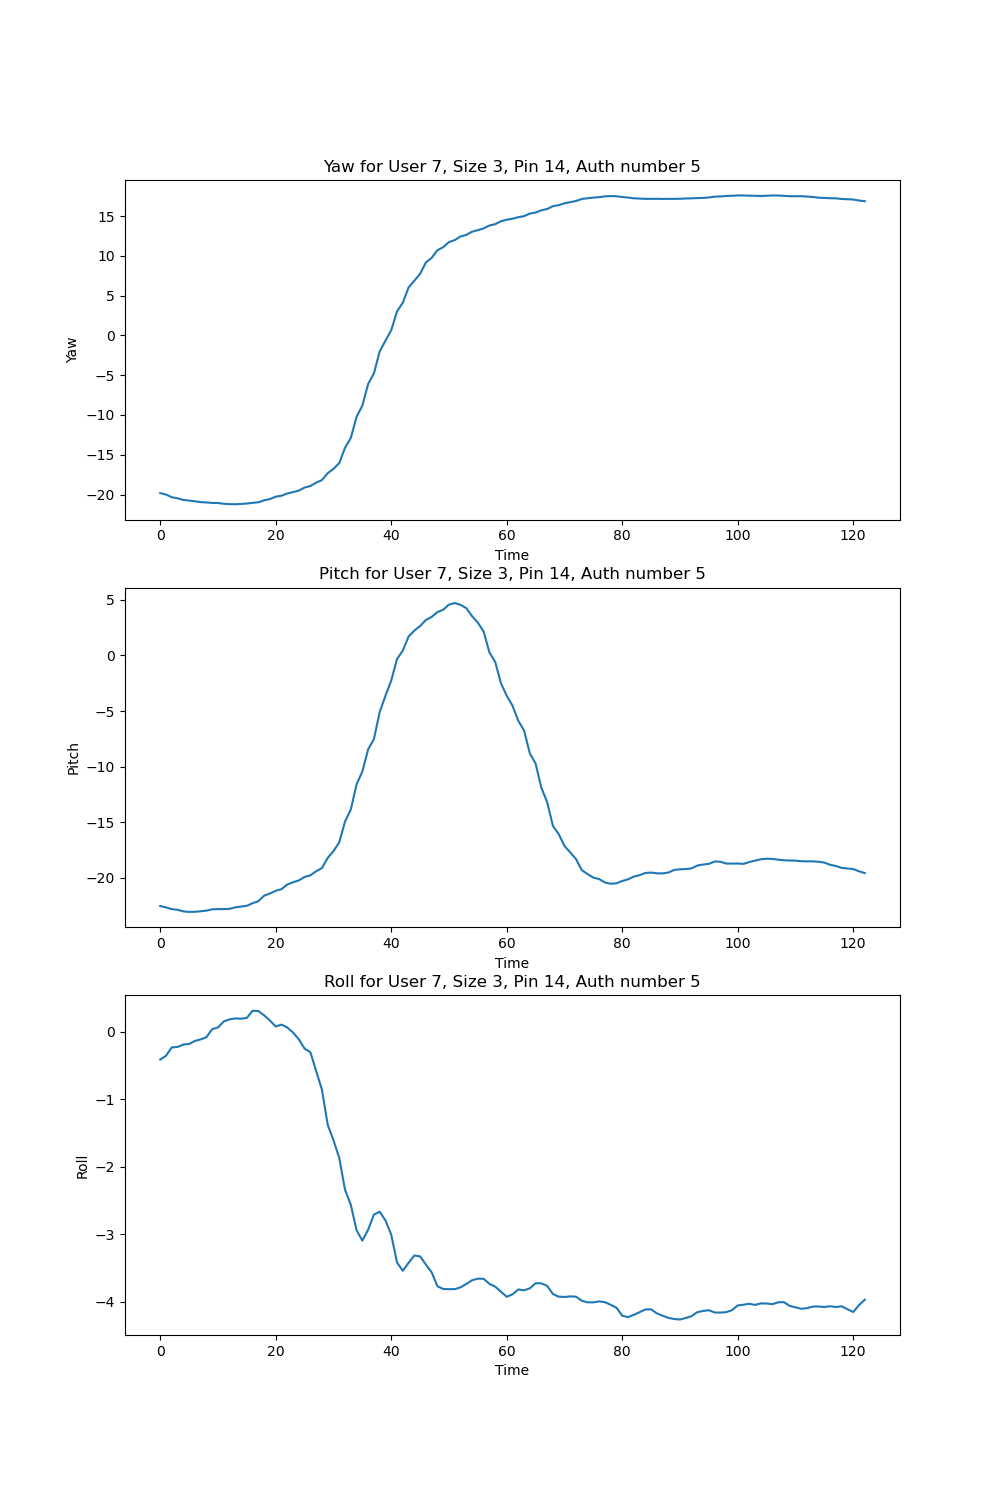 Yaw for User 7, Size 3, Pin 14, Auth number 5
15
10
5
0
−5
−10
−15
−20
Yaw
0 20 40 60 80 100 120
Time
Pitch for User 7, Size 3, Pin 14, Auth number 5
5
0
−5
−10
−15
−20
Pitch
0 20 40 60 80 100 120
Time
Roll for User 7, Size 3, Pin 14, Auth number 5
0
−1
−2
−3
−4
Roll
0 20 40 60 80 100 120
Time